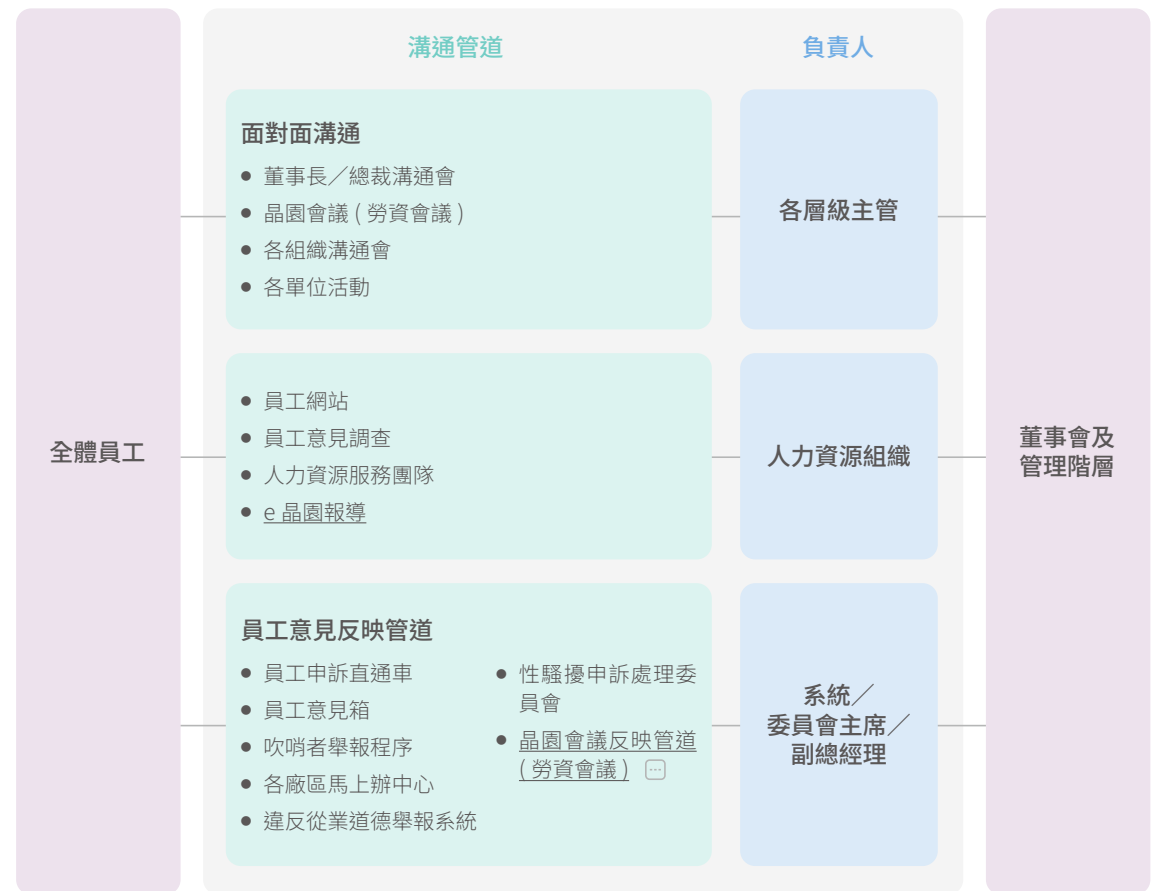 溝通管道
負責人
全體員工
面對面溝通
● 董事長／總裁溝通會
● 晶園會議 ( 勞資會議 )
● 各組織溝通會
● 各單位活動
各層級主管
● 員工網站
● 員工意見調查
● 人力資源服務團隊
● e 晶園報導
人力資源組織
員工意見反映管道
● 員工申訴直通車
● 員工意見箱
● 吹哨者舉報程序
● 各廠區馬上辦中心
● 違反從業道德舉報系統
● 性騷擾申訴處理委
員會
● 晶園會議反映管道
( 勞資會議 )
系統／
委員會主席／
副總經理
董事會及
管理階層